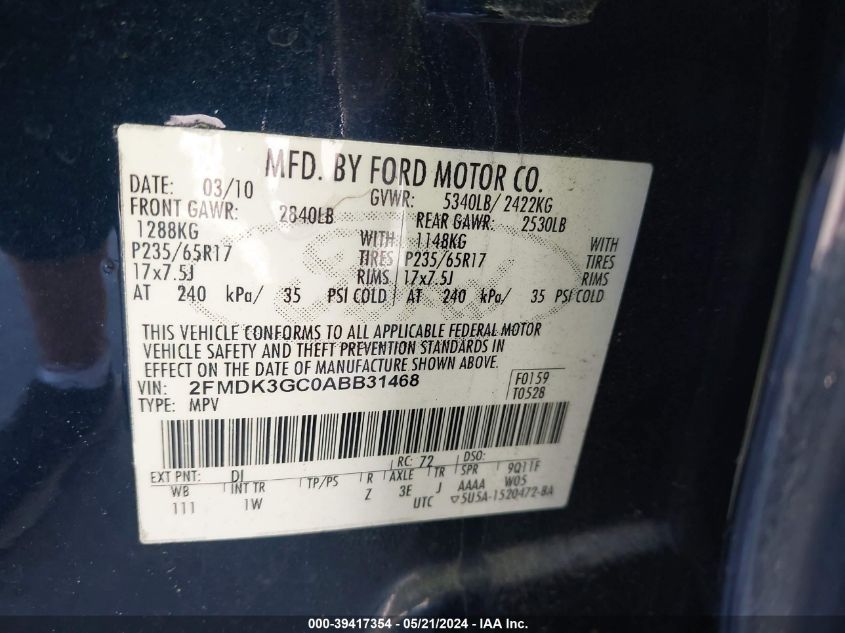 MFD. BY FORD MOTOR CO.
DATE: 03/10 GVWR: 5340LB/ 2422KG
FRONT GAWR: 2840LB REAR GAWR: 2530LB
1288KG WITH 1148KG WITH
P235/65R17 TIRES P235/65R17 TIRES
17x7.5J RIMS 17x7.5J RIMS
AT 240 kPa/ 35 PSI COLD AT 240 kPa/ 35 PSI COLD
THIS VEHICLE CONFORMS TO ALL APPLICABLE FEDERAL MOTOR
VEHICLE SAFETY AND THEFT PREVENTION STANDARDS IN
EFFECT ON THE DATE OF MANUFACTURE SHOWN ABOVE.
VIN: 2FMDK3GC0ABB31468 F0159
TYPE: MPV T0528
EXT PNT: DI RC: 72 DSO:
WB INT TR TP/PS R AXLE TR SPR 9Q11F
111 1W Z 3E J AAAA W05
UTC ▽5U5A-1520472-BA
000-39417354 - 05/21/2024 - IAA Inc.